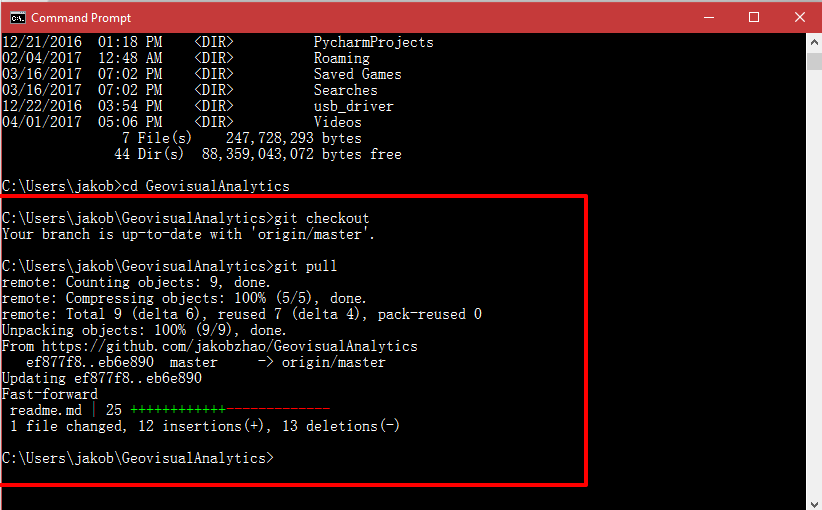 Command Prompt
12/21/2016  01:18 PM    <DIR>          PycharmProjects
02/04/2017  12:48 AM    <DIR>          Roaming
03/16/2017  07:02 PM    <DIR>          Saved Games
03/16/2017  07:02 PM    <DIR>          Searches
12/22/2016  03:54 PM    <DIR>          usb_driver
04/01/2017  05:06 PM    <DIR>          Videos
               7 File(s)    247,728,293 bytes
              44 Dir(s)  88,359,043,072 bytes free
C:\Users\jakob>cd GeovisualAnalytics
C:\Users\jakob\GeovisualAnalytics>git checkout
Your branch is up-to-date with 'origin/master'.
C:\Users\jakob\GeovisualAnalytics>git pull
remote: Counting objects: 9, done.
remote: Compressing objects: 100% (5/5), done.
remote: Total 9 (delta 6), reused 7 (delta 4), pack-reused 0
Unpacking objects: 100% (9/9), done.
From https://github.com/jakobzhao/GeovisualAnalytics
   ef877f8..eb6e890  master     -> origin/master
Updating ef877f8..eb6e890
Fast-forward
 readme.md | 25 ++++++++++++-------------
 1 file changed, 12 insertions(+), 13 deletions(-)
C:\Users\jakob\GeovisualAnalytics>